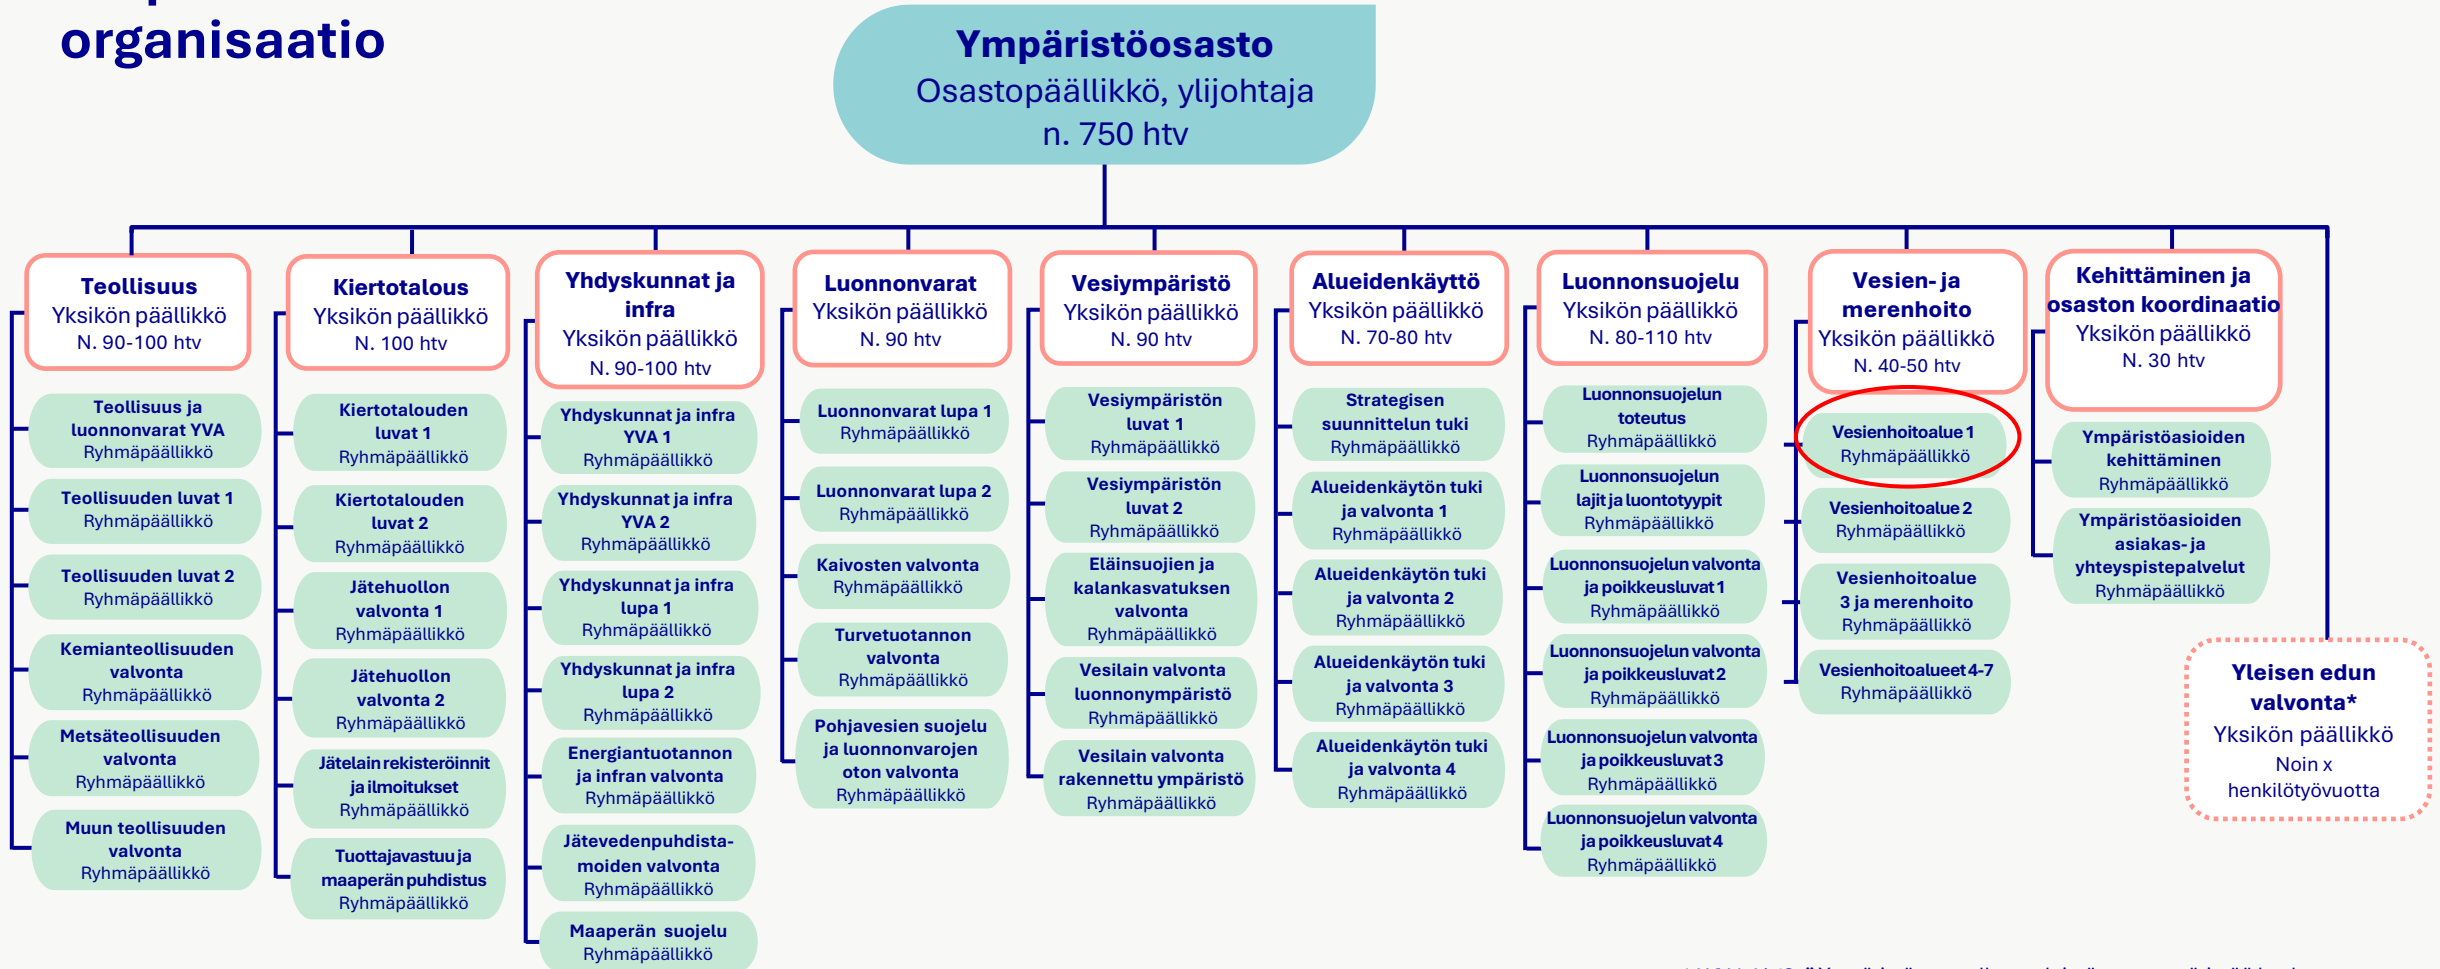 organisaatio
Ympäristöosasto
Osastopäällikkö, ylijohtaja
n. 750 htv
Teollisuus
Yksikön päällikkö
N. 90-100 htv
Teollisuus ja
luonnonvarat YVA
Ryhmäpäällikkö
Teollisuuden luvat 1
Ryhmäpäällikkö
Teollisuuden luvat 2
Ryhmäpäällikkö
Kemianteollisuuden
valvonta
Ryhmäpäällikkö
Metsäteollisuuden
valvonta
Ryhmäpäällikkö
Muun teollisuuden
valvonta
Ryhmäpäällikkö
Kiertotalous
Yksikön päällikkö
N. 100 htv
Kiertotalouden
luvat 1
Ryhmäpäällikkö
Kiertotalouden
luvat 2
Ryhmäpäällikkö
Jätehuollon
valvonta 1
Ryhmäpäällikkö
Jätehuollon
valvonta 2
Ryhmäpäällikkö
Jätelain rekisteröinnit
ja ilmoitukset
Ryhmäpäällikkö
Tuottajavastuu ja
maaperän puhdistus
Ryhmäpäällikkö
Yhdyskunnat ja
infra
Yksikön päällikkö
N. 90-100 htv
Yhdyskunnat ja infra
YVA 1
Ryhmäpäällikkö
Yhdyskunnat ja infra
YVA 2
Ryhmäpäällikkö
Yhdyskunnat ja infra
lupa 1
Ryhmäpäällikkö
Yhdyskunnat ja infra
lupa 2
Ryhmäpäällikkö
Energiantuotannon
ja infran valvonta
Ryhmäpäällikkö
Jätevedenpuhdista-
moiden valvonta
Ryhmäpäällikkö
Maaperän suojelu
Ryhmäpäällikkö
Luonnonvarat
Yksikön päällikkö
N. 90 htv
Luonnonvarat lupa 1
Ryhmäpäällikkö
Luonnonvarat lupa 2
Ryhmäpäällikkö
Kaivosten valvonta
Ryhmäpäällikkö
Turvetuotannon
valvonta
Ryhmäpäällikkö
Pohjavesien suojelu
ja luonnonvarojen
oton valvonta
Ryhmäpäällikkö
Vesiympäristö
Yksikön päällikkö
N. 90 htv
Vesiympäristön
luvat 1
Ryhmäpäällikkö
Vesiympäristön
luvat 2
Ryhmäpäällikkö
Eläinsuojien ja
kalankasvatuksen
valvonta
Ryhmäpäällikkö
Vesilain valvonta
luonnonympäristö
Ryhmäpäällikkö
Vesilain valvonta
rakennettu ympäristö
Ryhmäpäällikkö
Alueidenkäyttö
Yksikön päällikkö
N. 70-80 htv
Strategisen
suunnittelun tuki
Ryhmäpäällikkö
Alueidenkäytön tuki
ja valvonta 1
Ryhmäpäällikkö
Alueidenkäytön tuki
ja valvonta 2
Ryhmäpäällikkö
Alueidenkäytön tuki
ja valvonta 3
Ryhmäpäällikkö
Alueidenkäytön tuki
ja valvonta 4
Ryhmäpäällikkö
Luonnonsuojelu
Yksikön päällikkö
N. 80-110 htv
Luonnonsuojelun
toteutus
Ryhmäpäällikkö
Luonnonsuojelun
lajit ja luontotyypit
Ryhmäpäällikkö
Luonnonsuojelun valvonta
ja poikkeusluvat 1
Ryhmäpäällikkö
Luonnonsuojelun valvonta
ja poikkeusluvat 2
Ryhmäpäällikkö
Luonnonsuojelun valvonta
ja poikkeusluvat 3
Ryhmäpäällikkö
Luonnonsuojelun valvonta
ja poikkeusluvat 4
Ryhmäpäällikkö
Vesien- ja
merenhoito
Yksikön päällikkö
N. 40-50 htv
Vesienhoitoalue 1
Ryhmäpäällikkö
Vesienhoitoalue 2
Ryhmäpäällikkö
Vesienhoitoalue
3 ja merenhoito
Ryhmäpäällikkö
Vesienhoitoalueet 4-7
Ryhmäpäällikkö
Kehittäminen ja
osaston koordinaatio
Yksikön päällikkö
N. 30 htv
Ympäristöasioiden
kehittäminen
Ryhmäpäällikkö
Ympäristöasioiden
asiakas- ja
yhteyspistepalvelut
Ryhmäpäällikkö
Yleisen edun
valvonta*
Yksikön päällikkö
Noin x
henkilötyövuotta